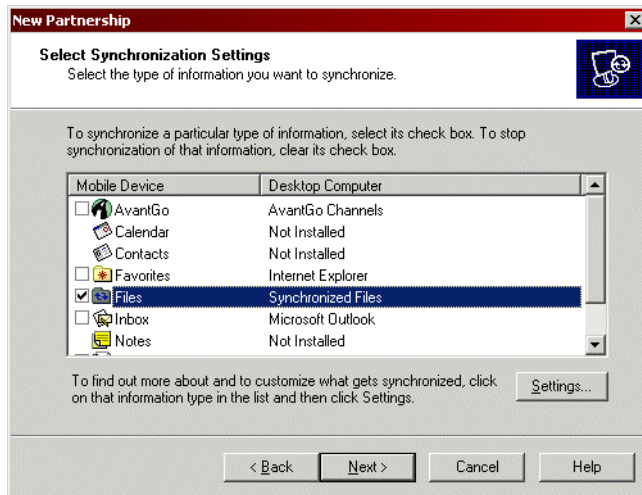 New Partnership
Select Synchronization Settings
Select the type of information you want to synchronize.
To synchronize a particular type of information, select its check box. To stop
synchronization of that information, clear its check box.
Mobile Device Desktop Computer
AvantGo AvantGo Channels
Calendar Not Installed
Contacts Not Installed
Favorites Internet Explorer
Files Synchronized Files
Inbox Microsoft Outlook
Notes Not Installed
To find out more about and to customize what gets synchronized, click
on that information type in the list and then click Settings.
Settings...
< Back Next > Cancel Help